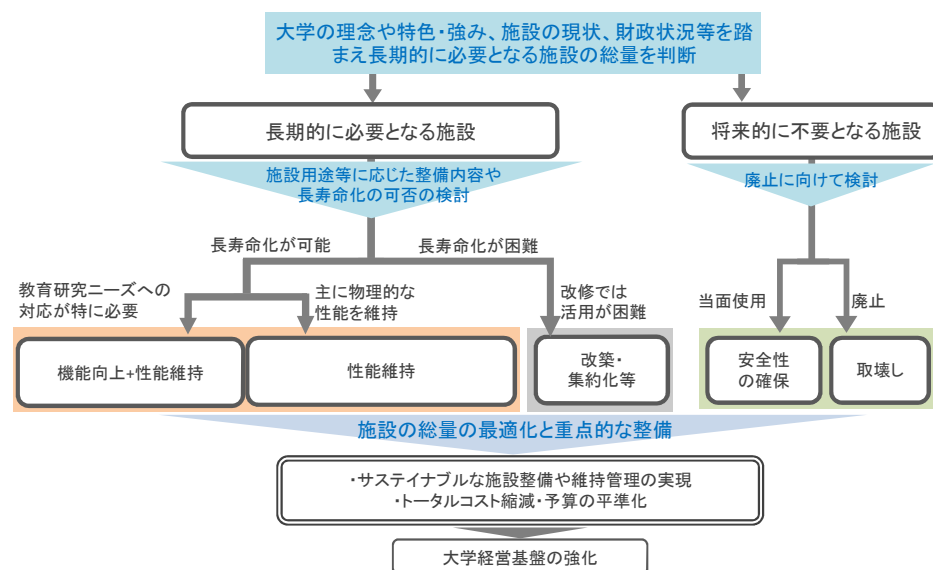 大学の理念や特色・強み、施設の現状、財政状況等を踏
まえ長期的に必要となる施設の総量を判断
長期的に必要となる施設
将来的に不要となる施設
施設用途等に応じた整備内容や
長寿命化の可否の検討
廃止に向けて検討
長寿命化が可能
長寿命化が困難
教育研究ニーズへの
対応が特に必要
主に物理的な
性能を維持
改修では
活用が困難
当面使用
廃止
機能向上+性能維持
性能維持
改築・
集約化等
安全性
の確保
取壊し
施設の総量の最適化と重点的な整備
・サステイナブルな施設整備や維持管理の実現
・トータルコスト縮減・予算の平準化
大学経営基盤の強化